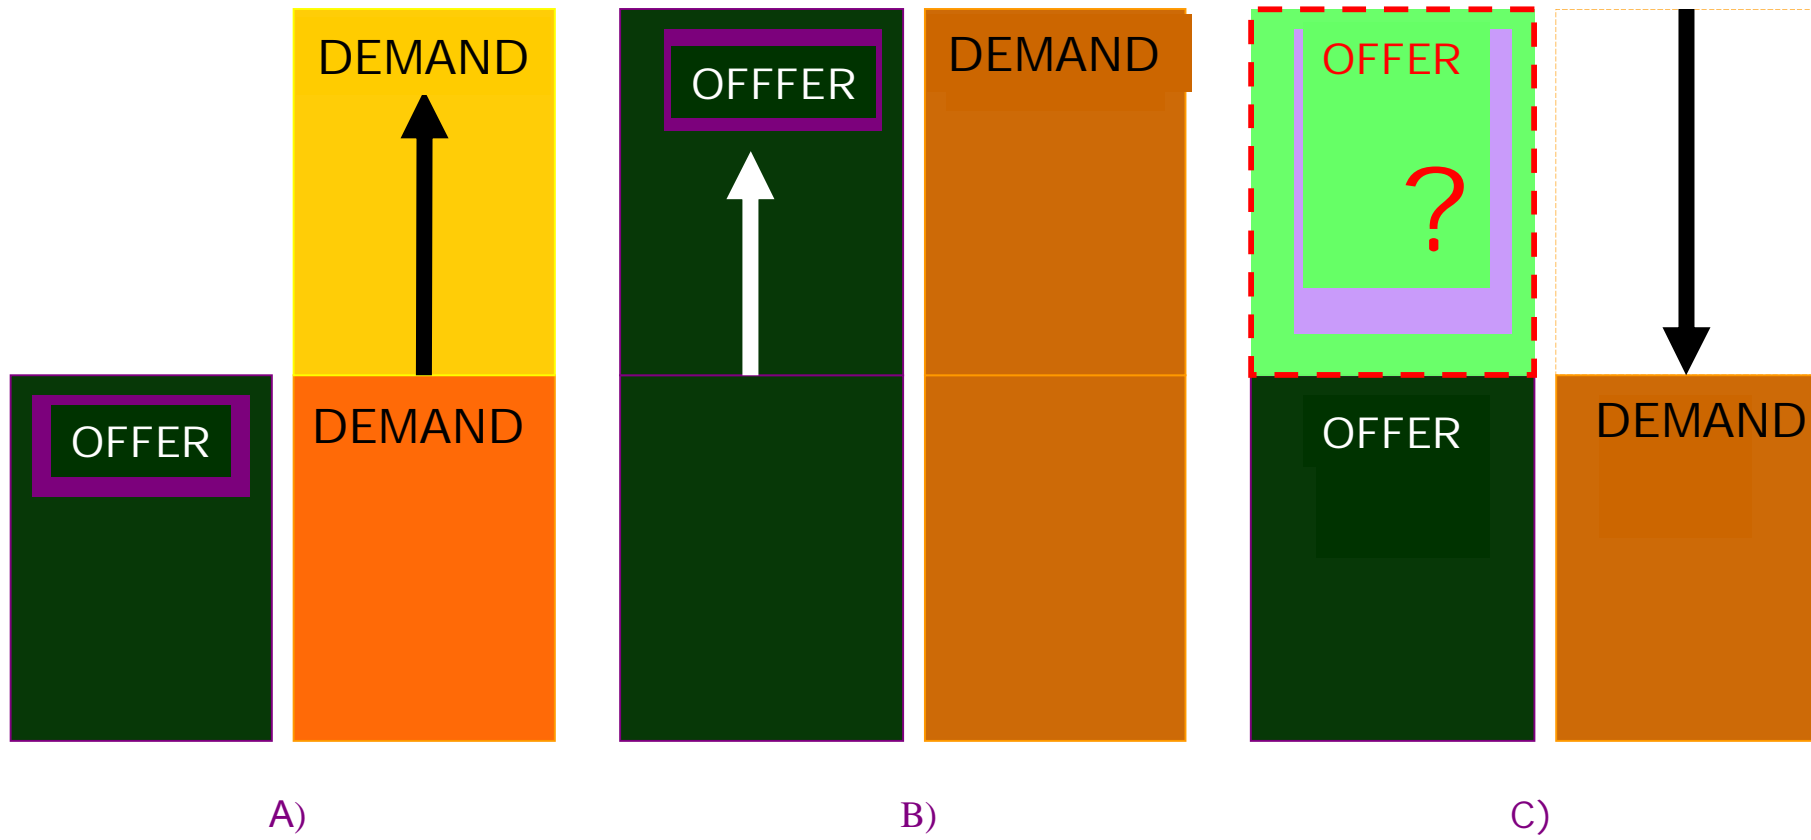 DEMAND
OFFER
DEMAND
A)
OFFFER
DEMAND
B)
OFFER
?
OFFER
DEMAND
C)